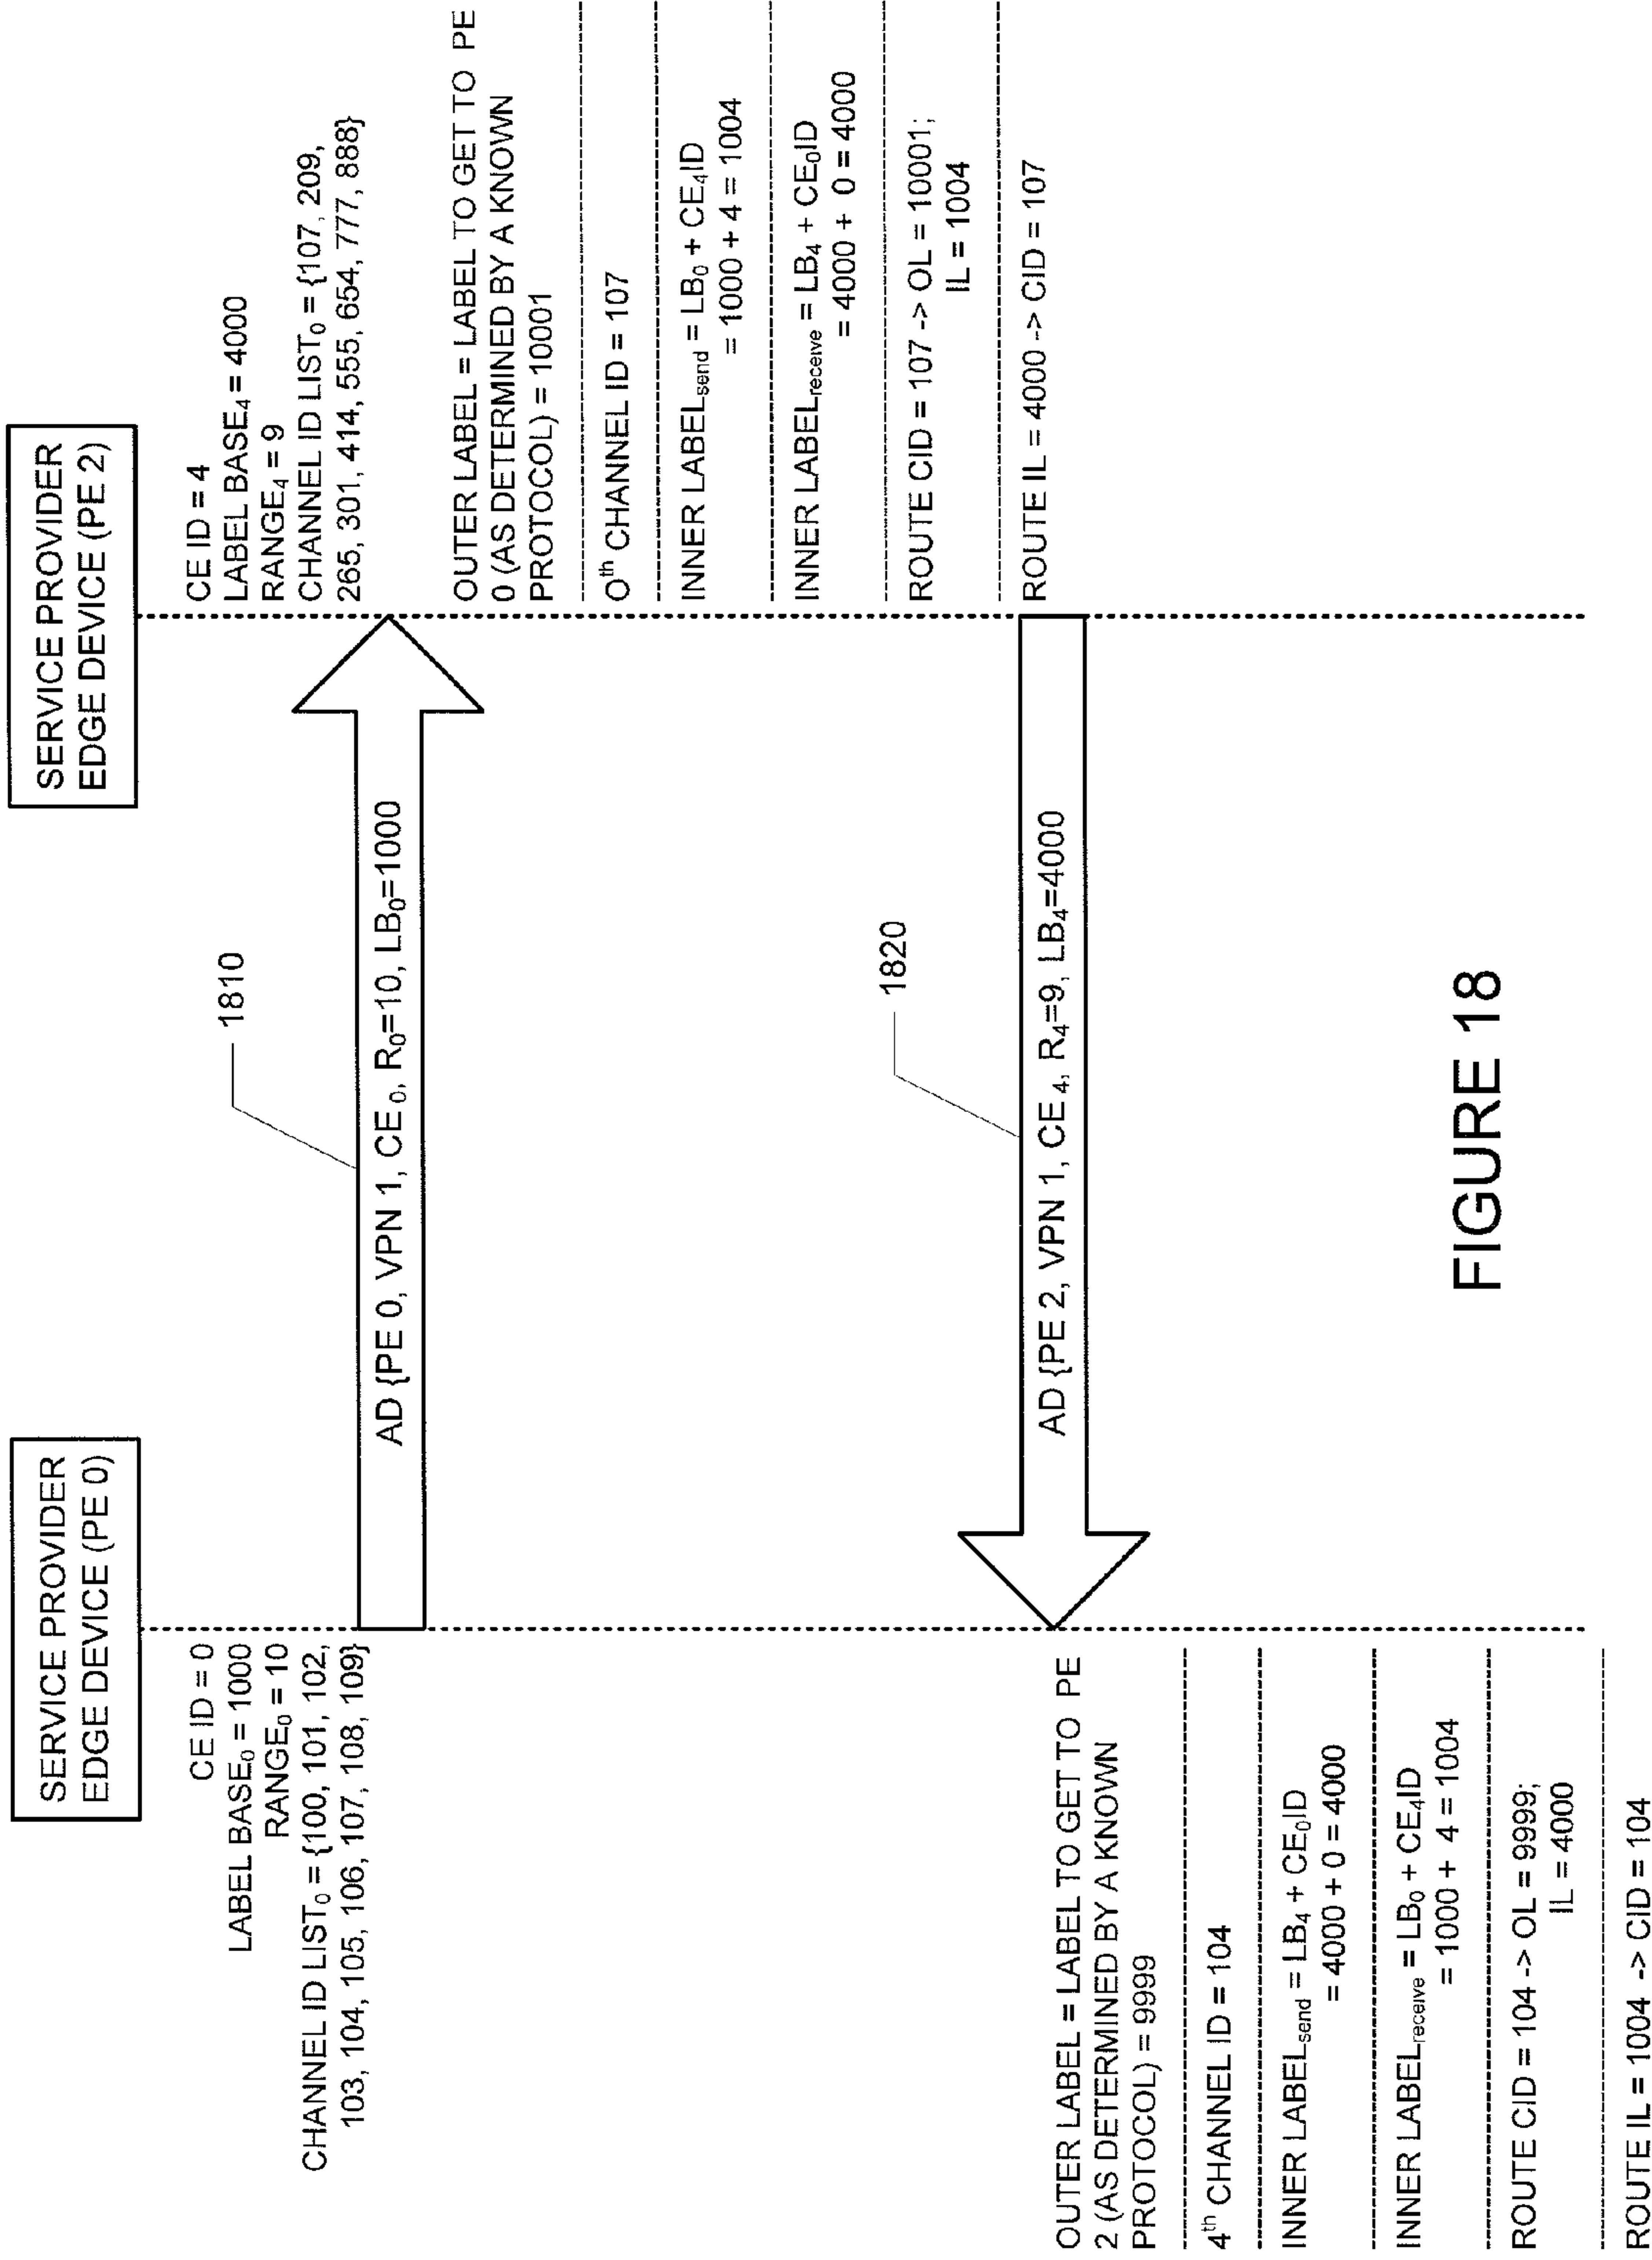 SERVICE PROVIDER
EDGE DEVICE (PE 0)
SERVICE PROVIDER
EDGE DEVICE (PE 2)
CE ID = 0
LABEL BASE₀ = 1000
RANGE₀ = 10
CHANNEL ID LIST₀ = {100, 101, 102,
103, 104, 105, 106, 107, 108, 109}
1810
AD {PE 0, VPN 1, CE ₀, R₀=10, LB₀=1000
CE ID = 4
LABEL BASE₄ = 4000
RANGE₄ = 9
CHANNEL ID LIST₀ = {107, 209,
265, 301, 414, 555, 654, 777, 888}
OUTER LABEL = LABEL TO GET TO PE
0 (AS DETERMINED BY A KNOWN
PROTOCOL) = 10001
O^th CHANNEL ID = 107
INNER LABEL_send = LB₀ + CE₄ID
= 1000 + 4 = 1004
INNER LABEL_receive = LB₄ + CE₀ID
= 4000 + 0 = 4000
ROUTE CID = 107 -> OL = 10001;
IL = 1004
ROUTE IL = 4000 -> CID = 107
1820
AD {PE 2, VPN 1, CE ₄, R₄=9, LB₄=4000
OUTER LABEL = LABEL TO GET TO PE
2 (AS DETERMINED BY A KNOWN
PROTOCOL) = 9999
4^th CHANNEL ID = 104
INNER LABEL_send = LB₄ + CE₀ID
= 4000 + 0 = 4000
INNER LABEL_receive = LB₀ + CE₄ID
= 1000 + 4 = 1004
ROUTE CID = 104 -> OL = 9999;
IL = 4000
ROUTE IL = 1004 -> CID = 104
FIGURE 18